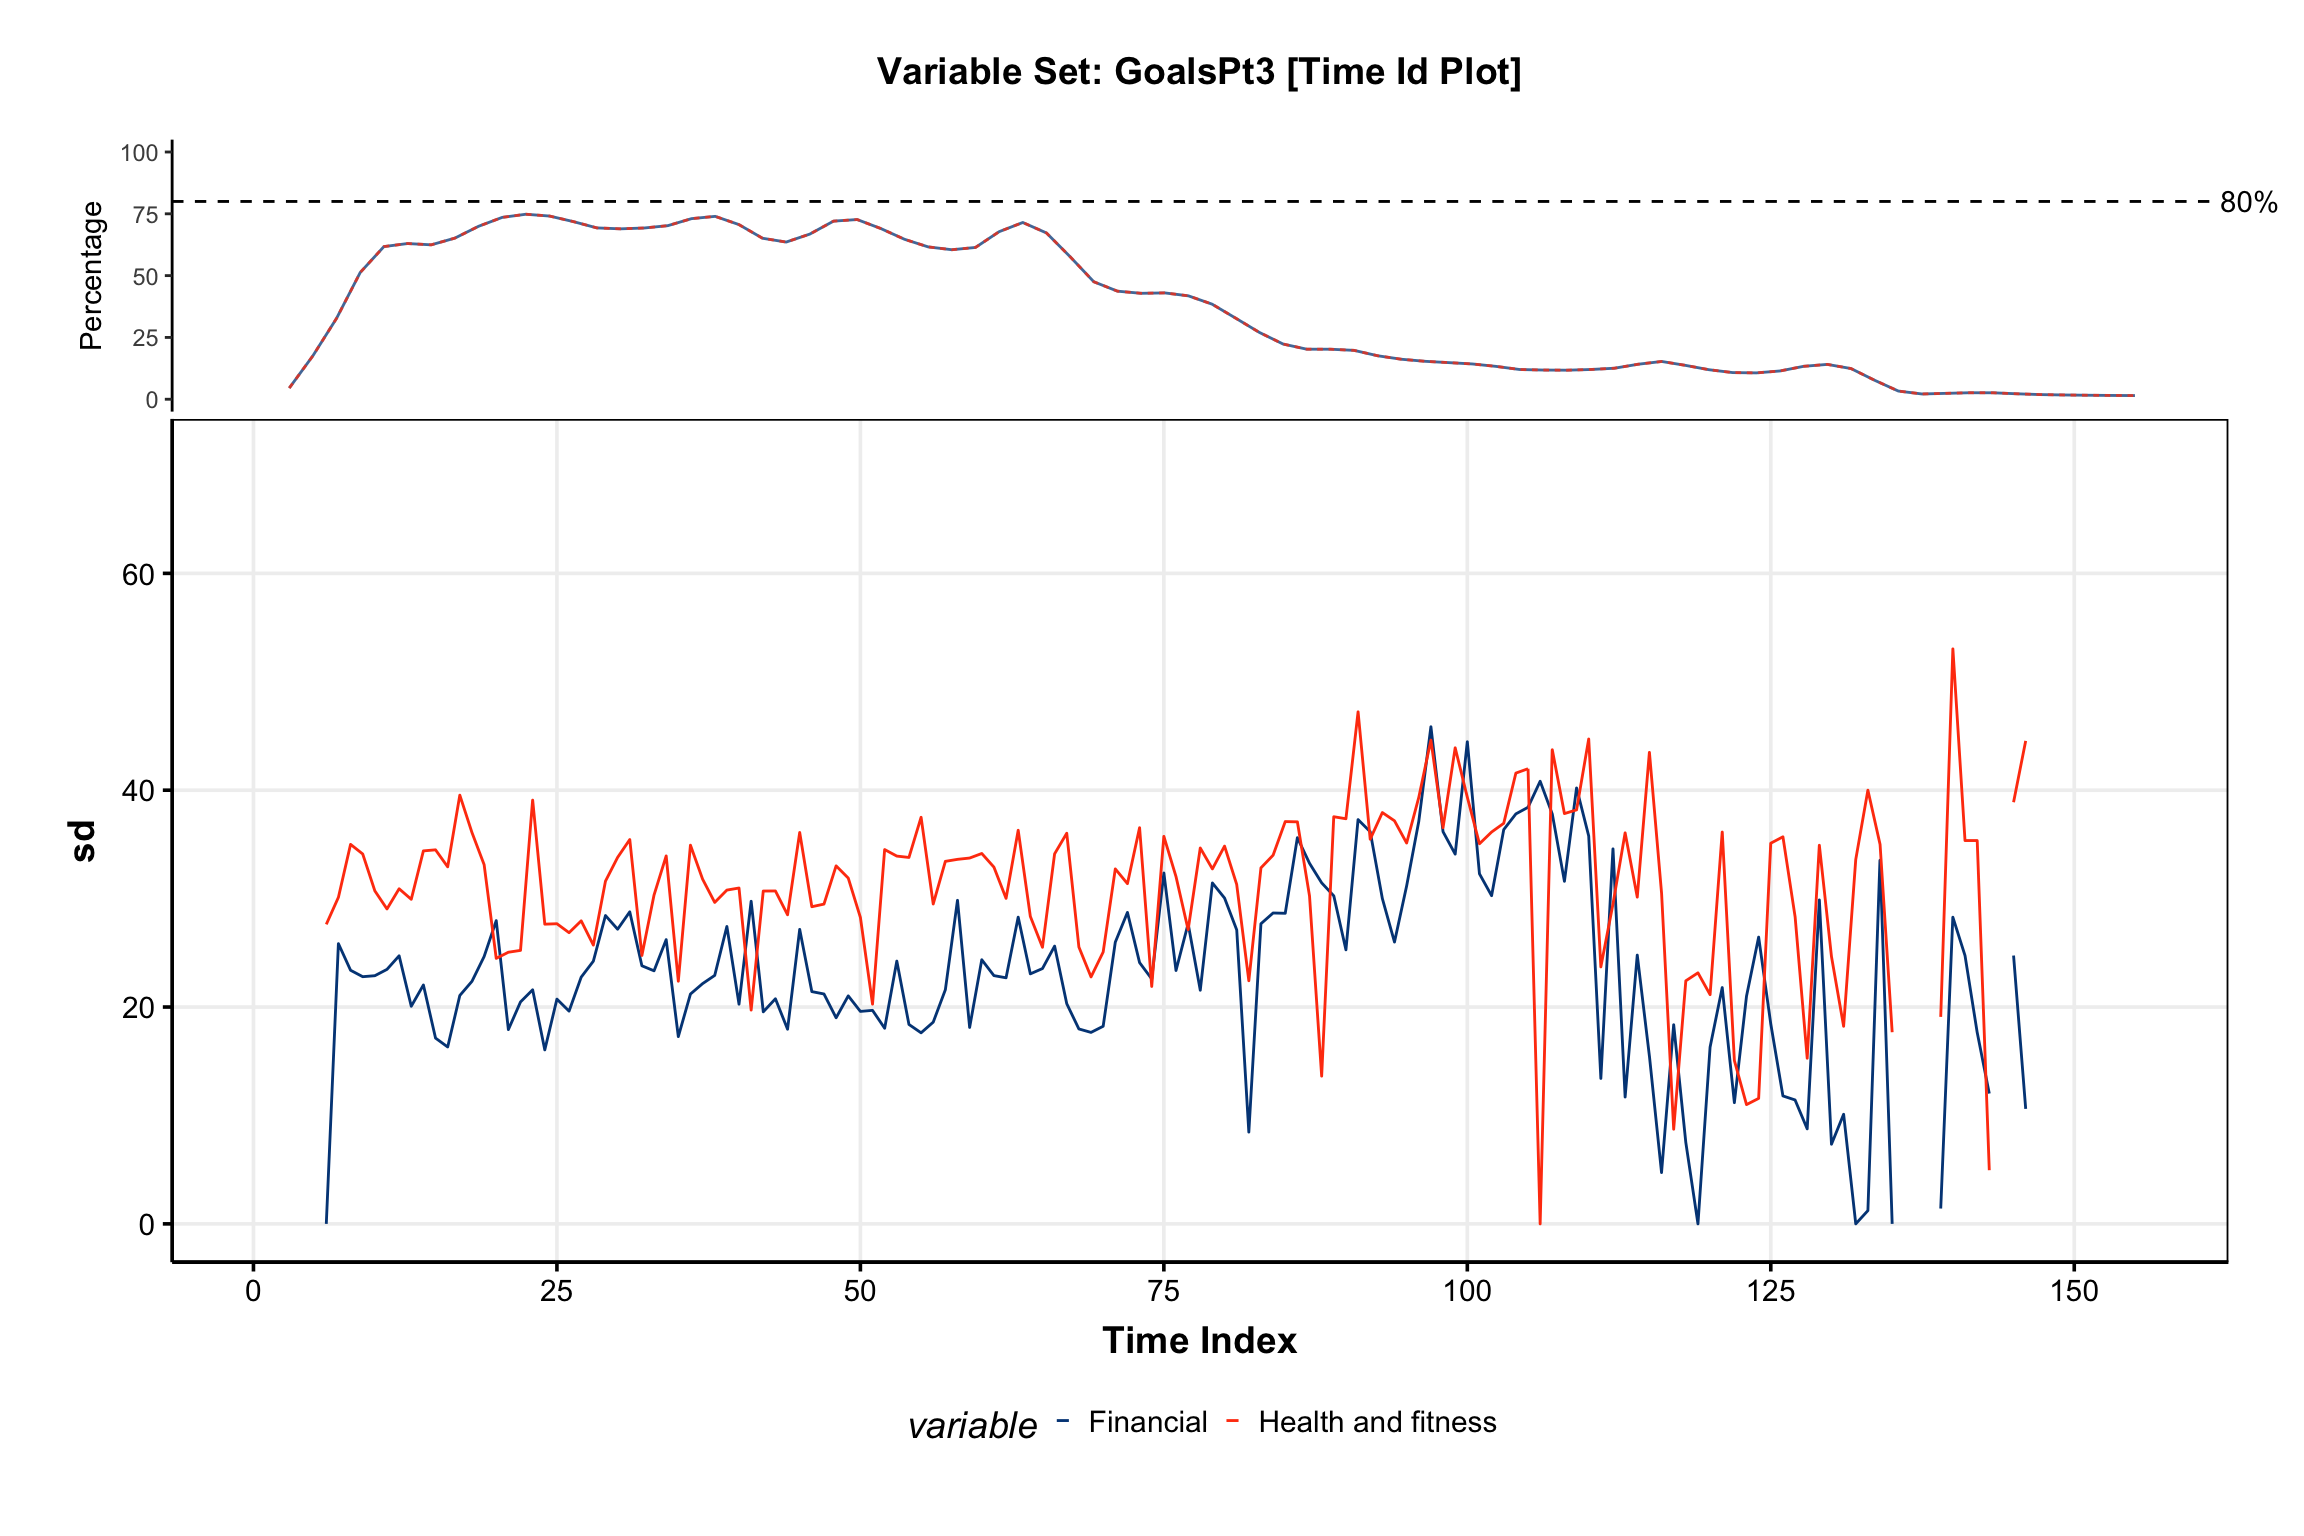 Variable Set: GoalsPt3 [Time Id Plot]
100
80%
75
Percentage
50
25
0
60
40
sd
20
0
0 25 50 75 100 125 150
Time Index
variable Financial Health and fitness